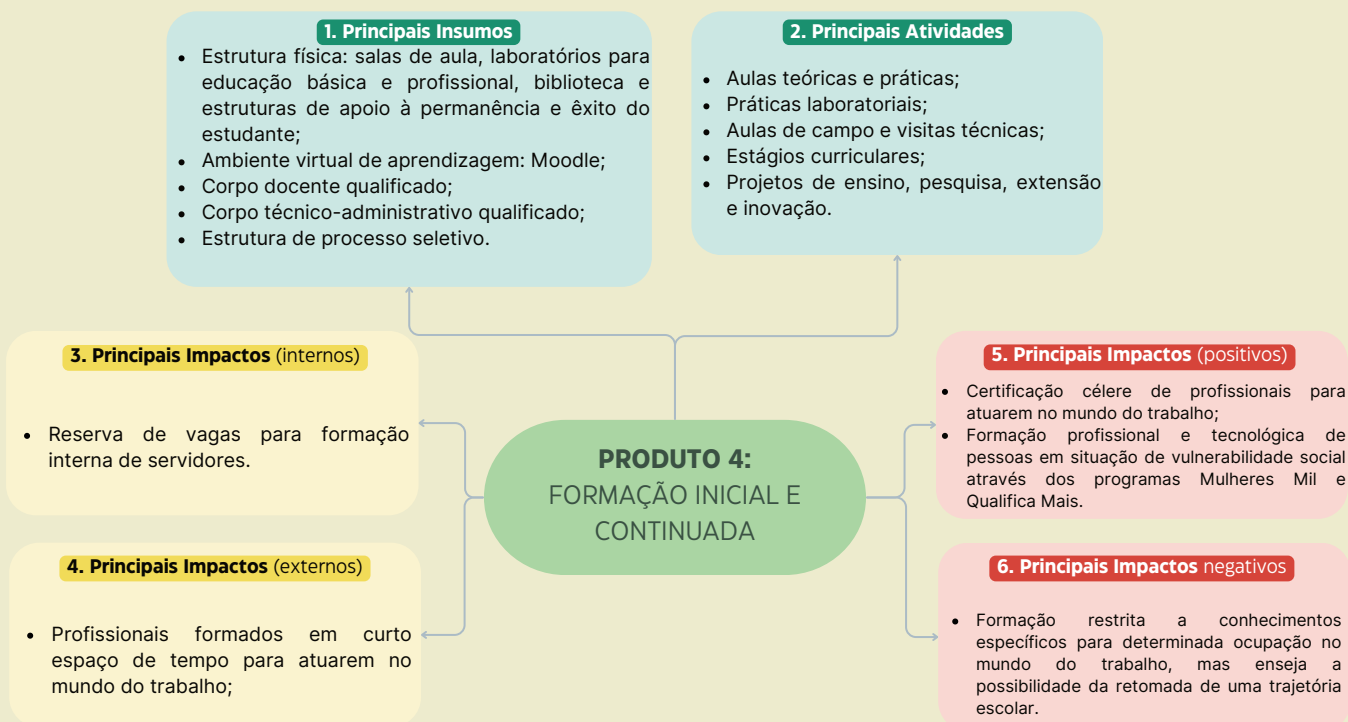 1. Principais Insumos
• Estrutura física: salas de aula, laboratórios para
educação básica e profissional, biblioteca e
estruturas de apoio à permanência e êxito do
estudante;
• Ambiente virtual de aprendizagem: Moodle;
• Corpo docente qualificado;
• Corpo técnico-administrativo qualificado;
• Estrutura de processo seletivo.
2. Principais Atividades
• Aulas teóricas e práticas;
• Práticas laboratoriais;
• Aulas de campo e visitas técnicas;
• Estágios curriculares;
• Projetos de ensino, pesquisa, extensão
e inovação.
3. Principais Impactos (internos)
• Reserva de vagas para formação
interna de servidores.
4. Principais Impactos (externos)
• Profissionais formados em curto
espaço de tempo para atuarem no
mundo do trabalho;
PRODUTO 4:
FORMAÇÃO INICIAL E
CONTINUADA
5. Principais Impactos (positivos)
• Certificação célere de profissionais para
atuarem no mundo do trabalho;
• Formação profissional e tecnológica de
pessoas em situação de vulnerabilidade social
através dos programas Mulheres Mil e
Qualifica Mais.
6. Principais Impactos negativos
• Formação restrita a conhecimentos
específicos para determinada ocupação no
mundo do trabalho, mas enseja a
possibilidade da retomada de uma trajetória
escolar.